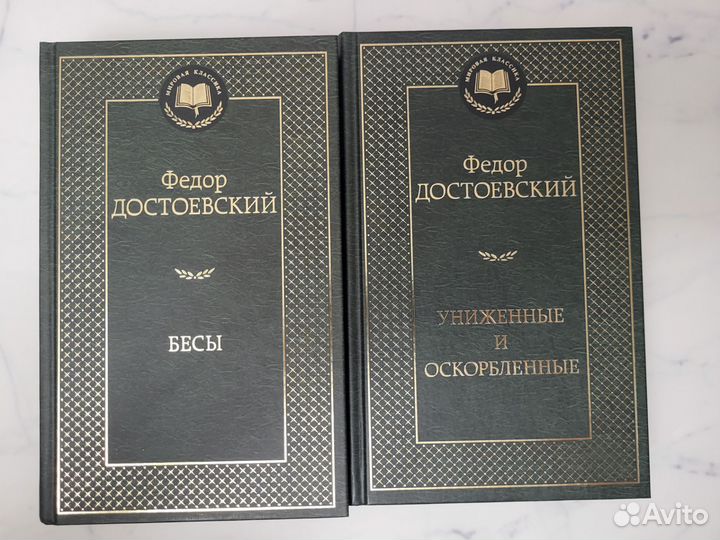 МИРОВАЯ КЛАССИКА
Федор
ДОСТОЕВСКИЙ
БЕСЫ
МИРОВАЯ КЛАССИКА
Федор
ДОСТОЕВСКИЙ
УНИЖЕННЫЕ
И
ОСКОРБЛЕННЫЕ
Avito